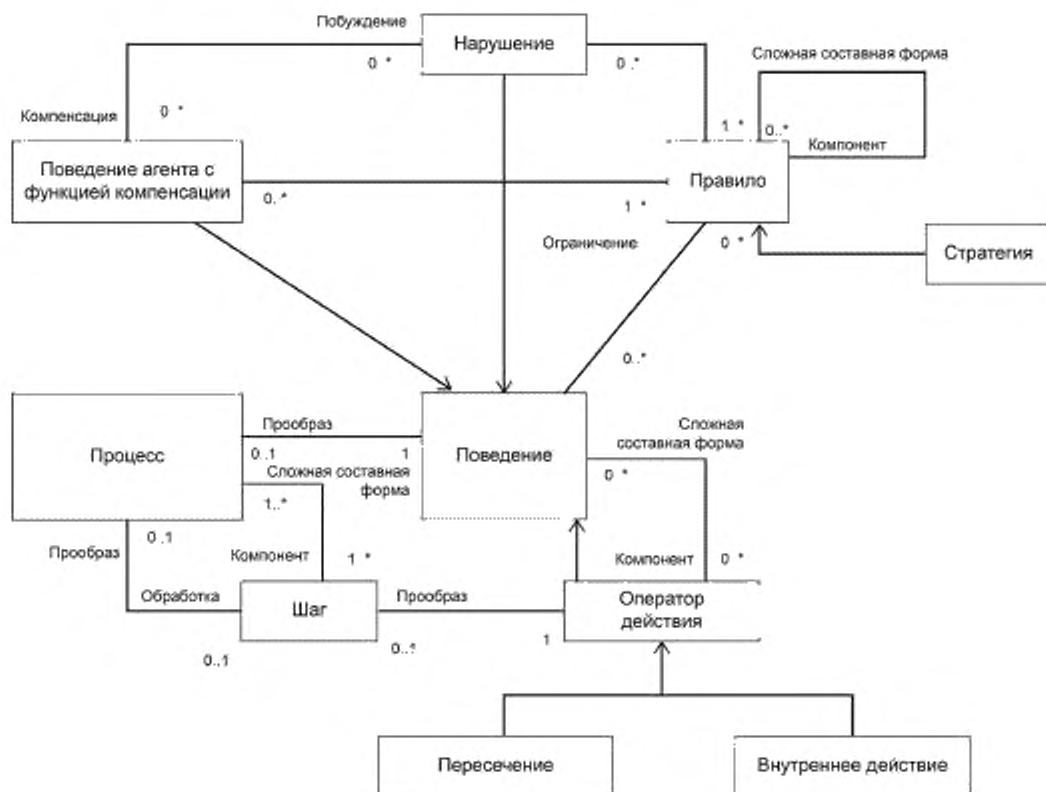 Побуждение
Нарушение
0 *
0..*
Сложная составная форма
Компенсация
0 *
1 *
0..*
Компонент
Поведение агента с
функцией компенсации
Правило
0..*
1 *
Ограничение
0 *
Стратегия
0..*
Процесс
Прообраз
0..1
1
Поведение
Сложная
составная форма
0 *
Сложная составная
форма
1..*
0..1
Прообраз
Компонент
1 *
Компонент
0 *
Обработка
Шаг
Прообраз
Оператор
действия
0..1
0..*
1
Пересечение
Внутреннее действие